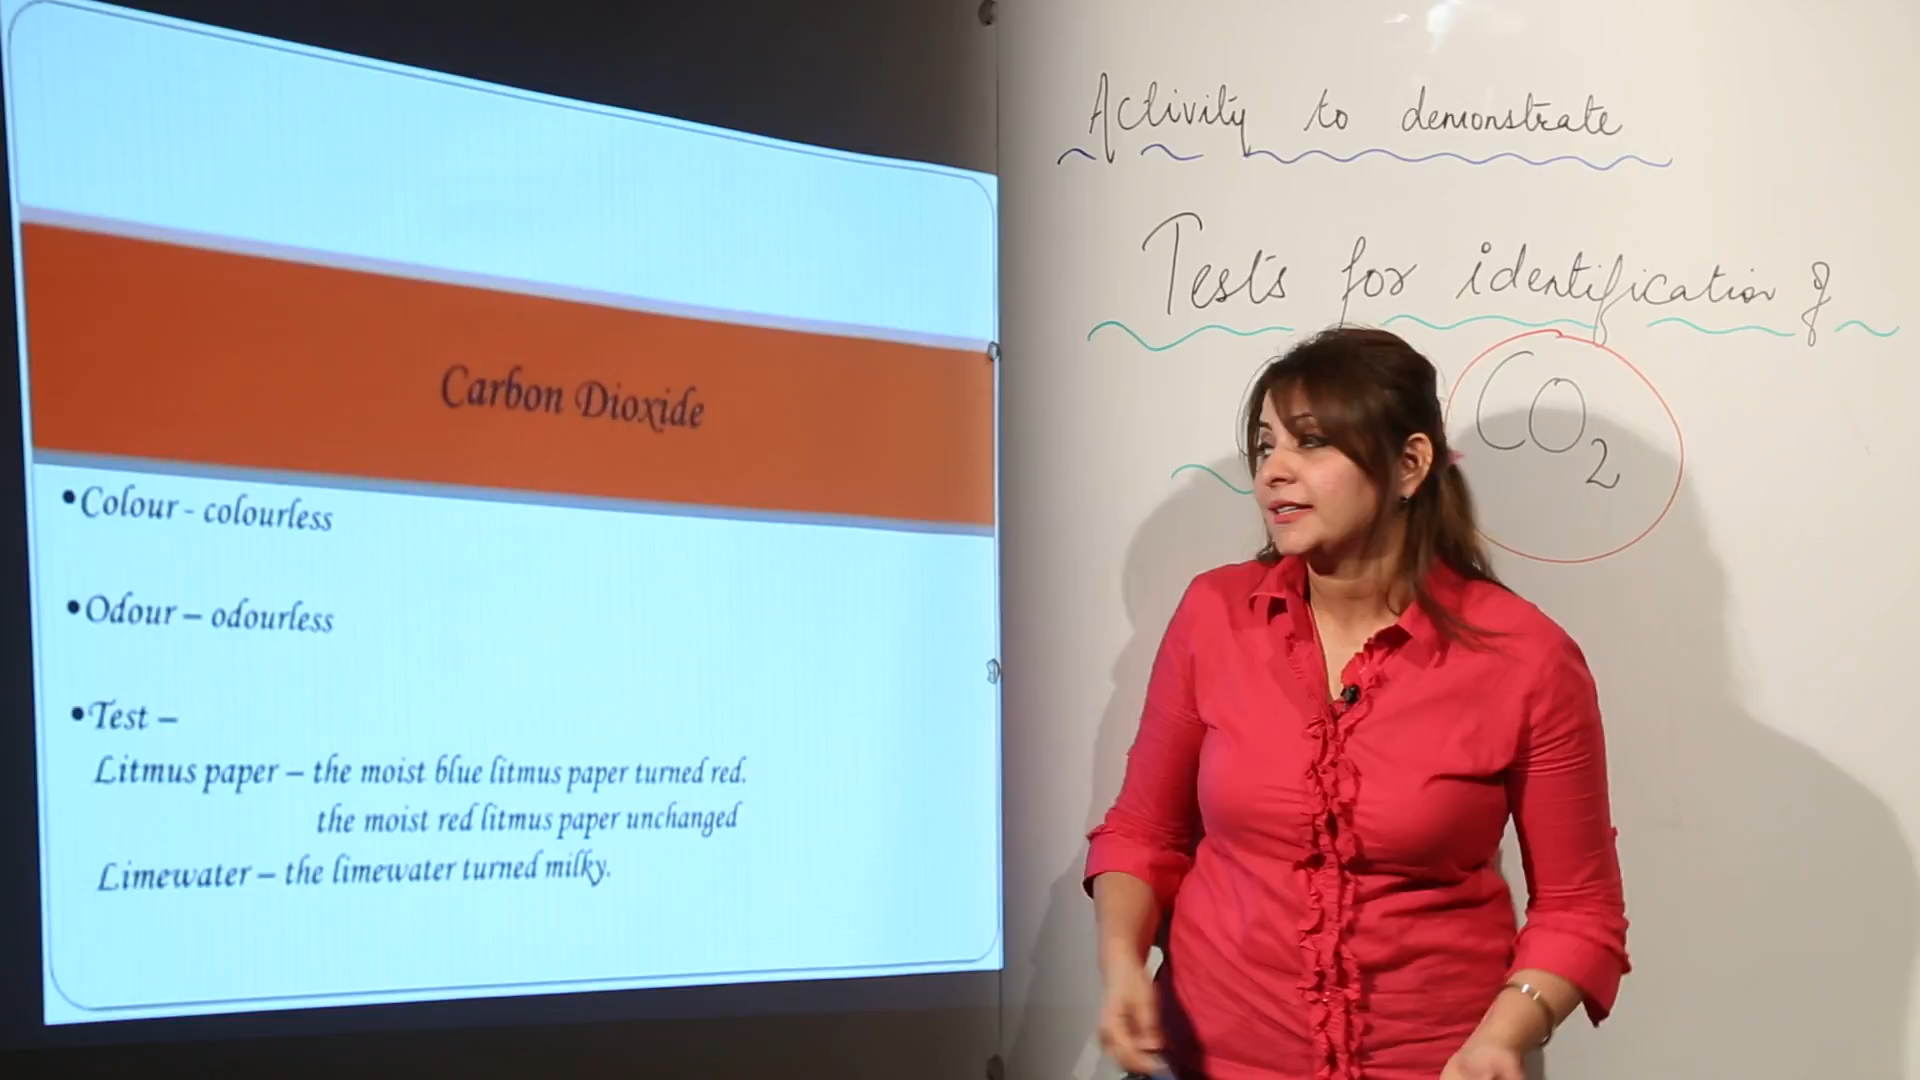 Carbon Dioxide
•Colour - colourless
•Odour – odourless
•Test –
Litmus paper – the moist blue litmus paper turned red.
the moist red litmus paper unchanged
Limewater – the limewater turned milky.
Activity to demonstrate
Tests for identification of
CO2